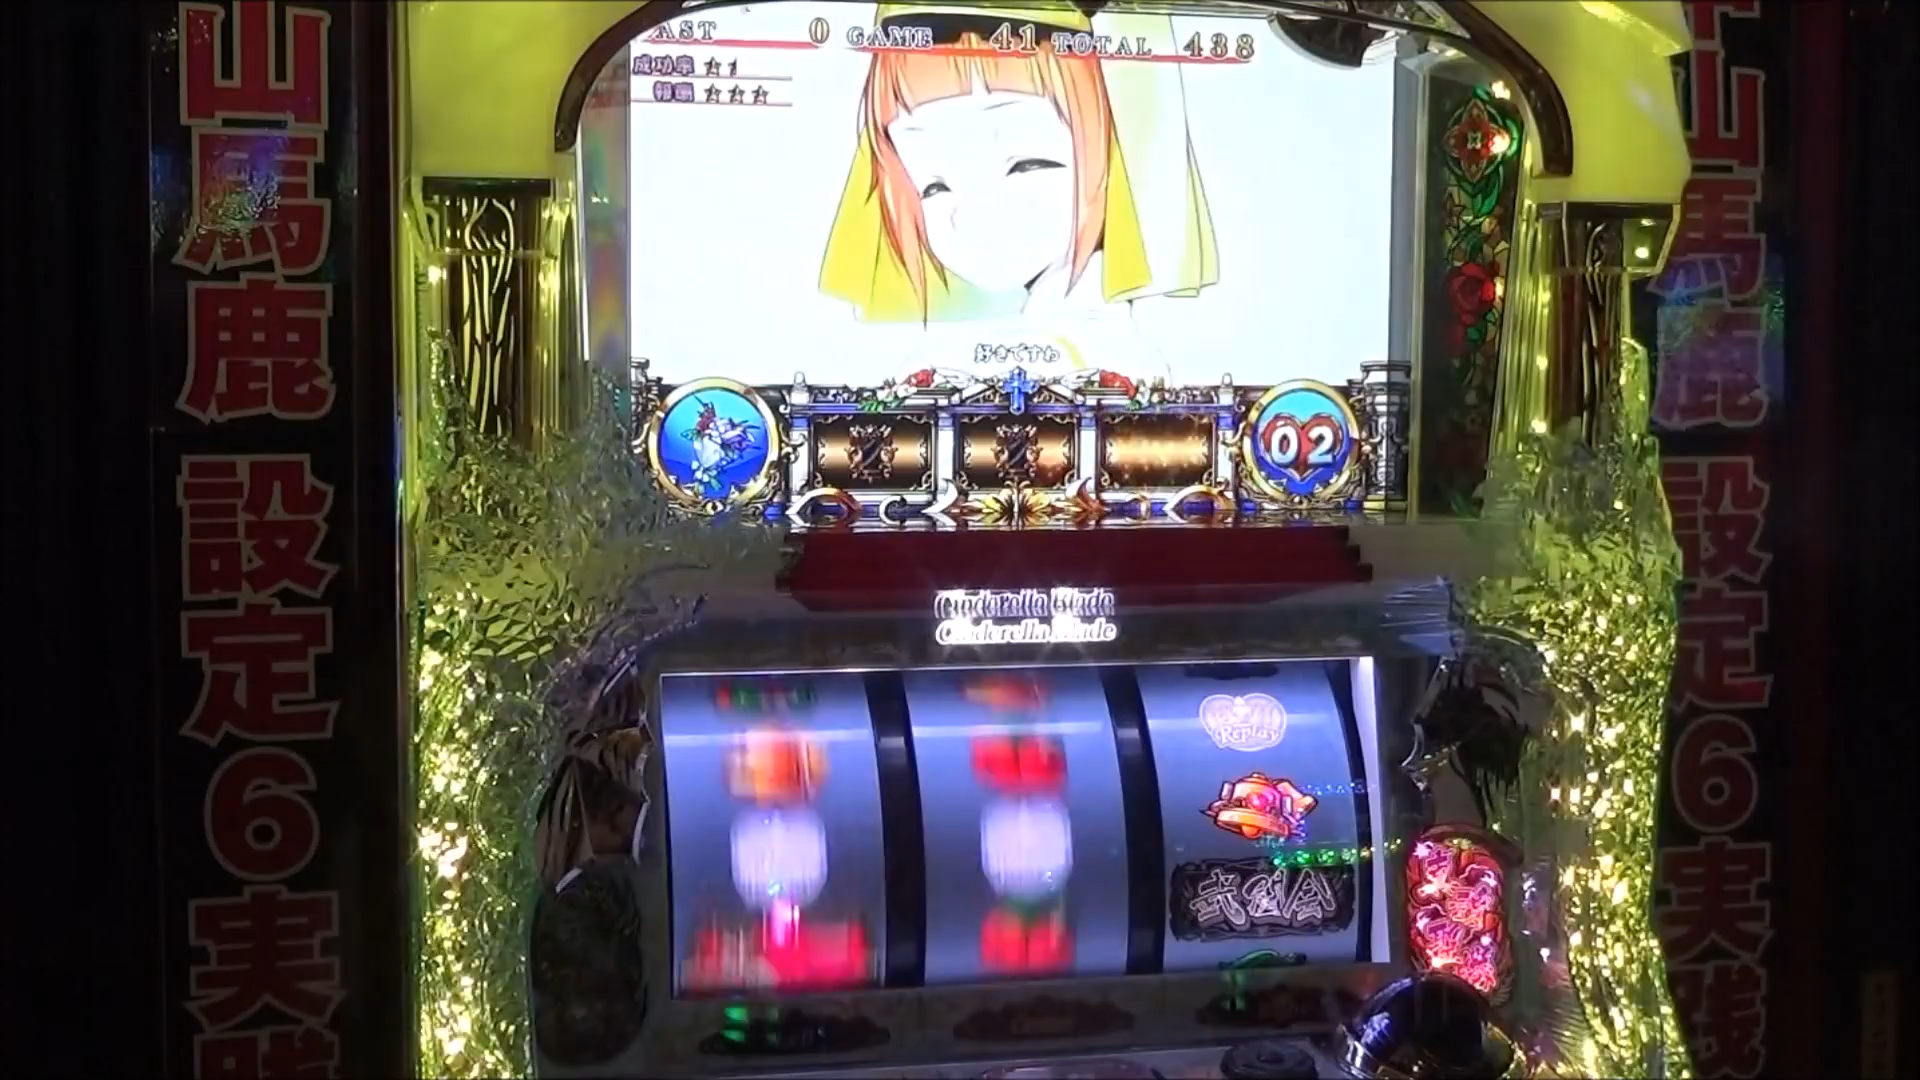 山馬鹿 設定6実践
AST 0 GAME 41 TOTAL 438
成功率
報酬
好きですわ
02
Cinderella Blade
Cinderella Blade
Replay
武闘会
山馬鹿 設定6実践